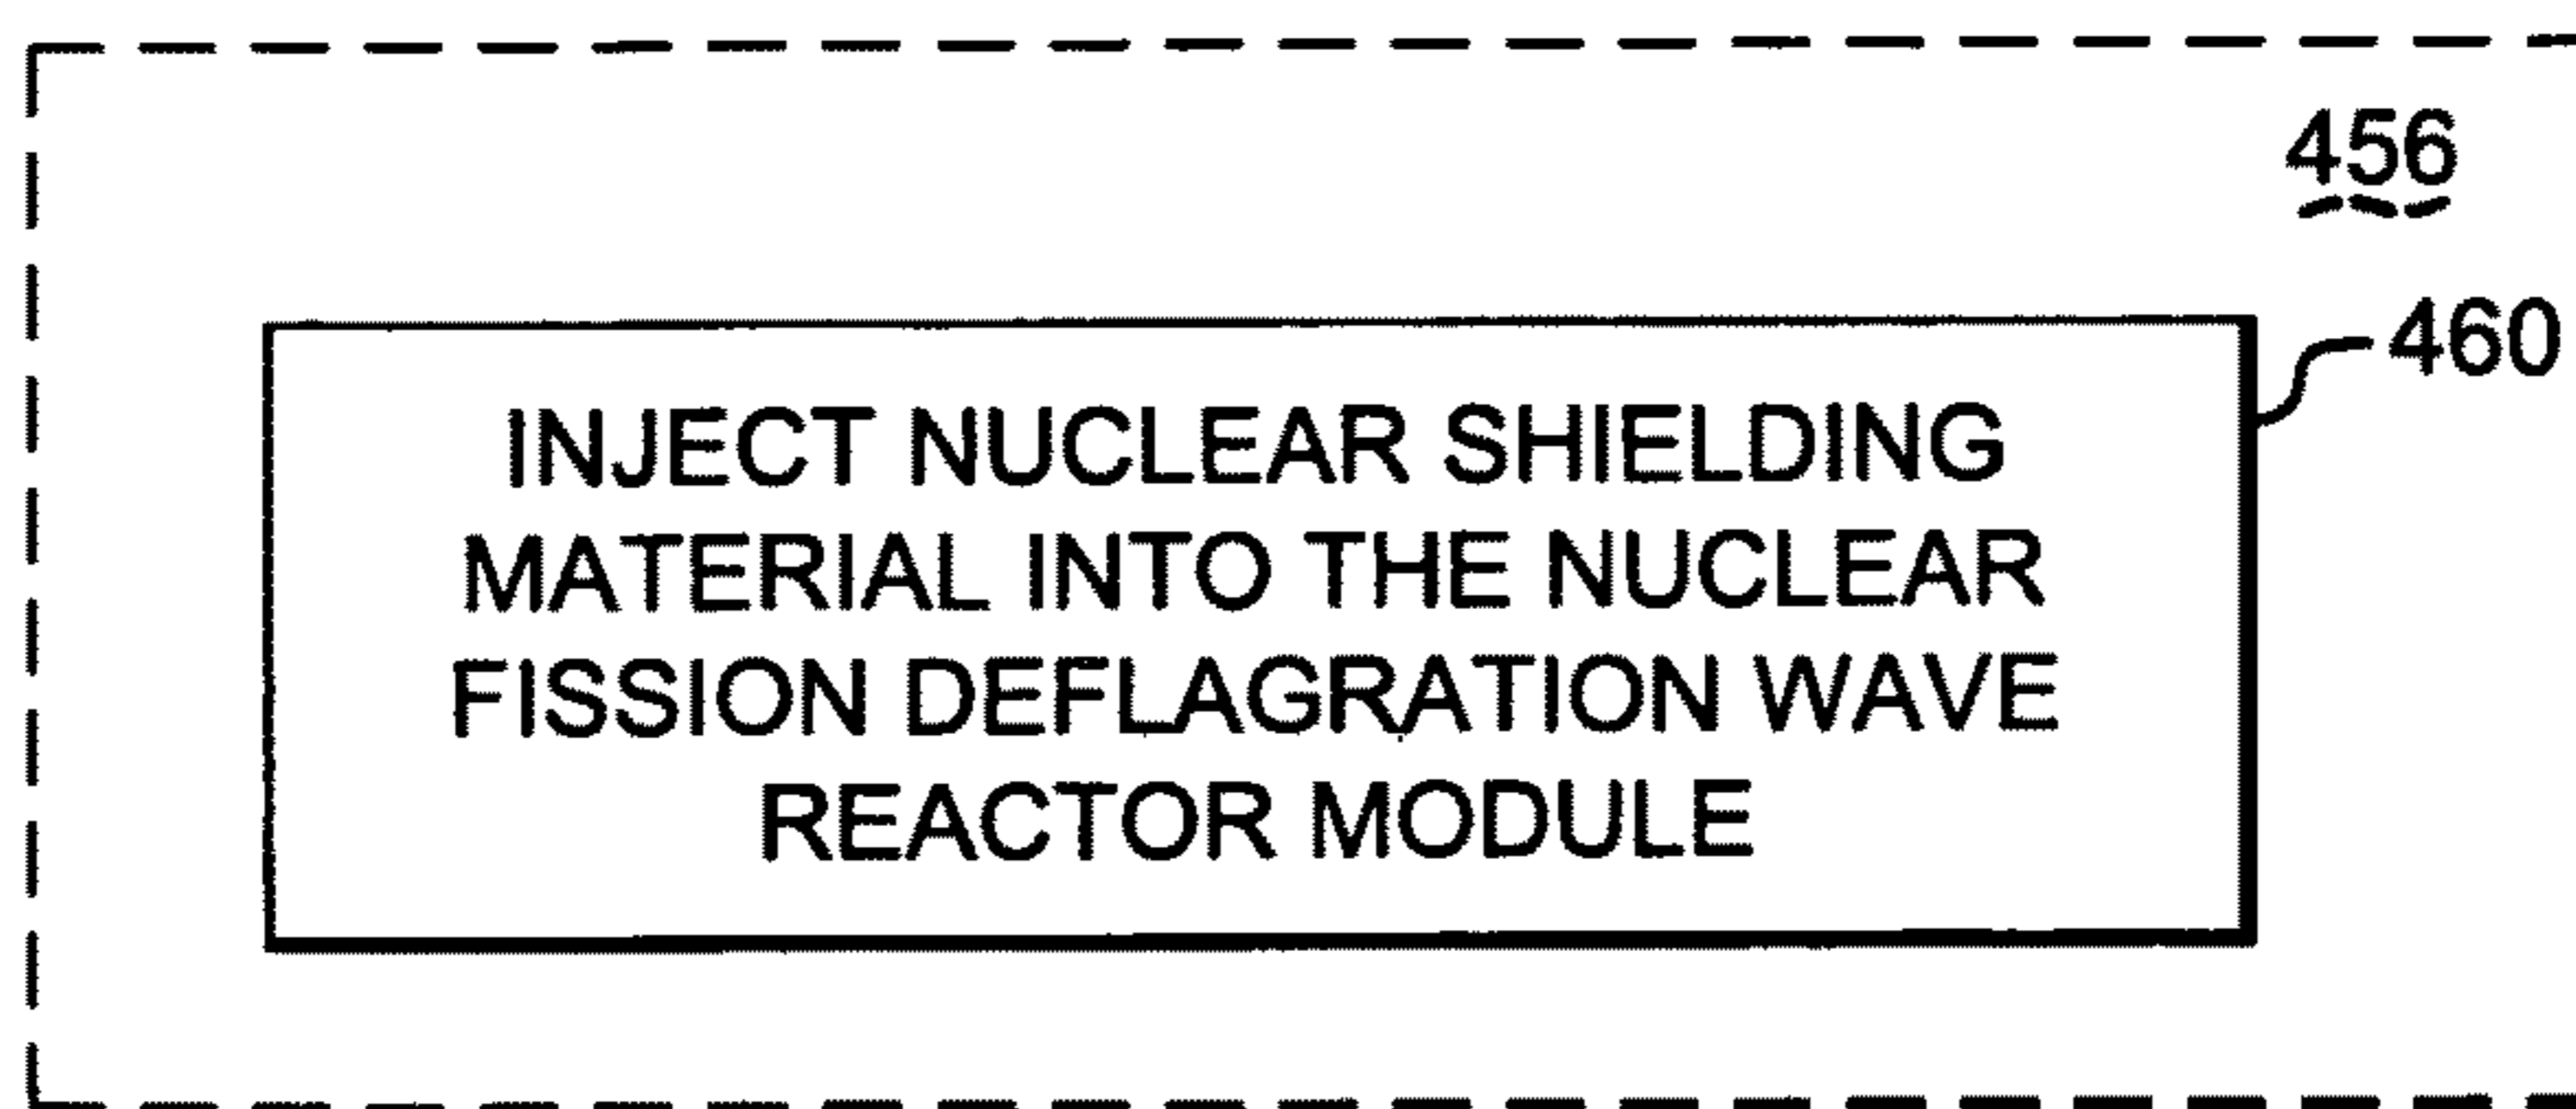 456
460
INJECT NUCLEAR SHIELDING
MATERIAL INTO THE NUCLEAR
FISSION DEFLAGRATION WAVE
REACTOR MODULE